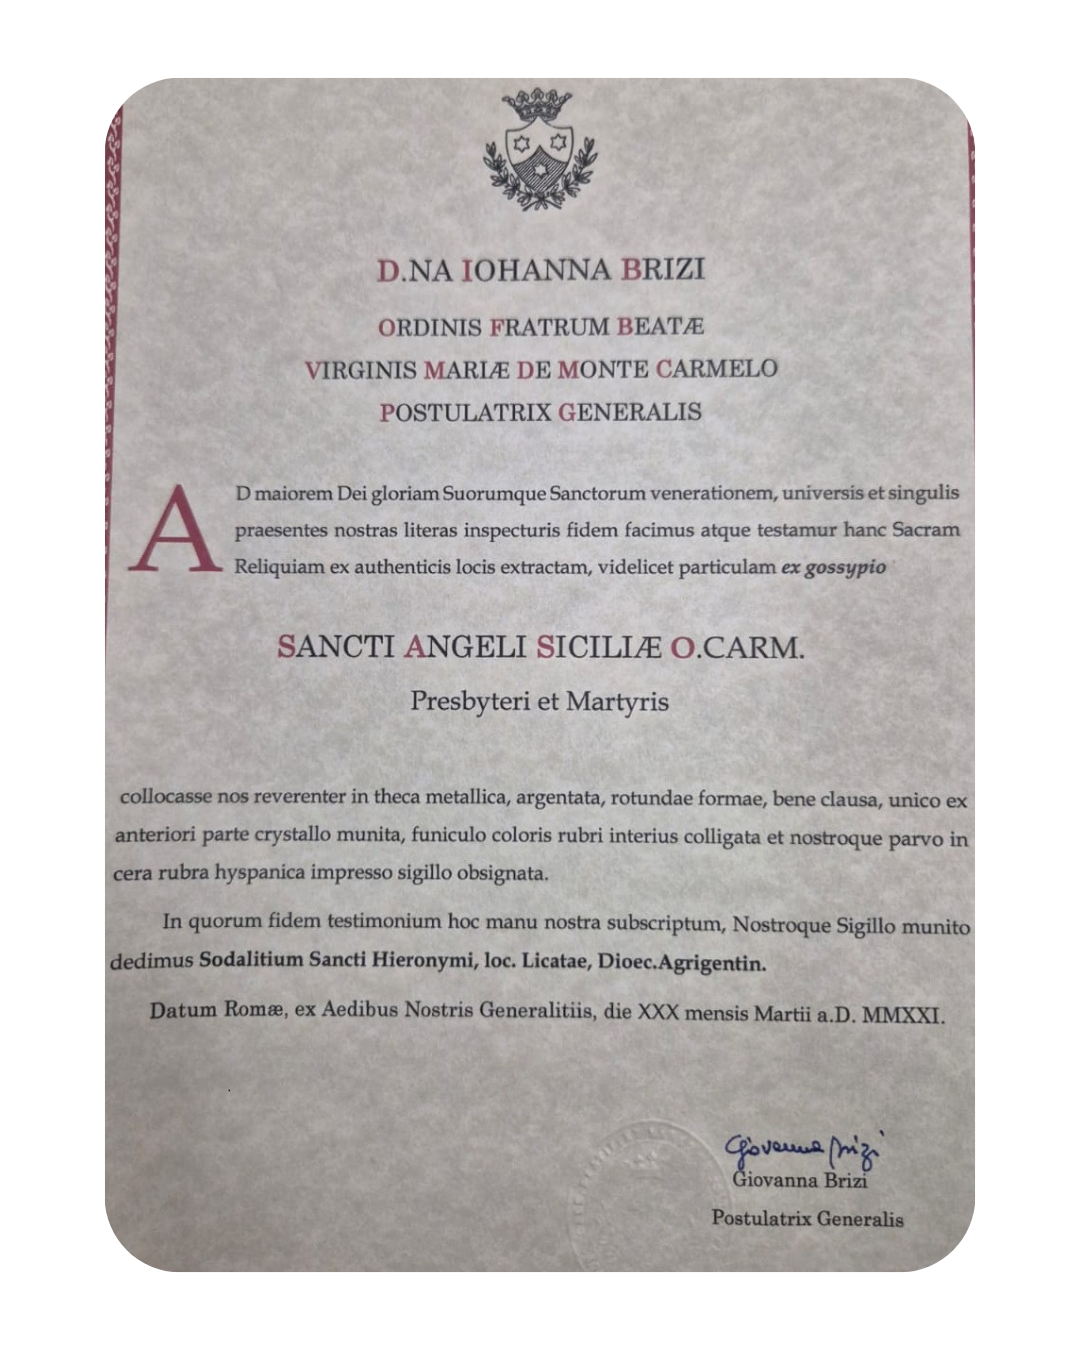 D.NA IOHANNA BRIZI
ORDINIS FRATRUM BEATÆ
VIRGINIS MARIÆ DE MONTE CARMELO
POSTULATRIX GENERALIS
AD maiorem Dei gloriam Suorumque Sanctorum venerationem, universis et singulis
praesentes nostras literas inspecturis fidem facimus atque testamur hanc Sacram
Reliquiam ex authenticis locis extractam, videlicet particulam ex gossypio
SANCTI ANGELI SICILIÆ O.CARM.
Presbyteri et Martyris
collocasse nos reverenter in theca metallica, argentata, rotundae formae, bene clausa, unico ex
anteriori parte crystallo munita, funiculo coloris rubri interius colligata et nostroque parvo in
cera rubra hyspanica impresso sigillo obsignata.
In quorum fidem testimonium hoc manu nostra subscriptum, Nostroque Sigillo munito
dedimus Sodalitium Sancti Hieronymi, loc. Licatae, Dioec.Agrigentin.
Datum Romæ, ex Aedibus Nostris Generalitiis, die XXX mensis Martii a.D. MMXXI.
Giovanna Brizi
Giovanna Brizi
Postulatrix Generalis